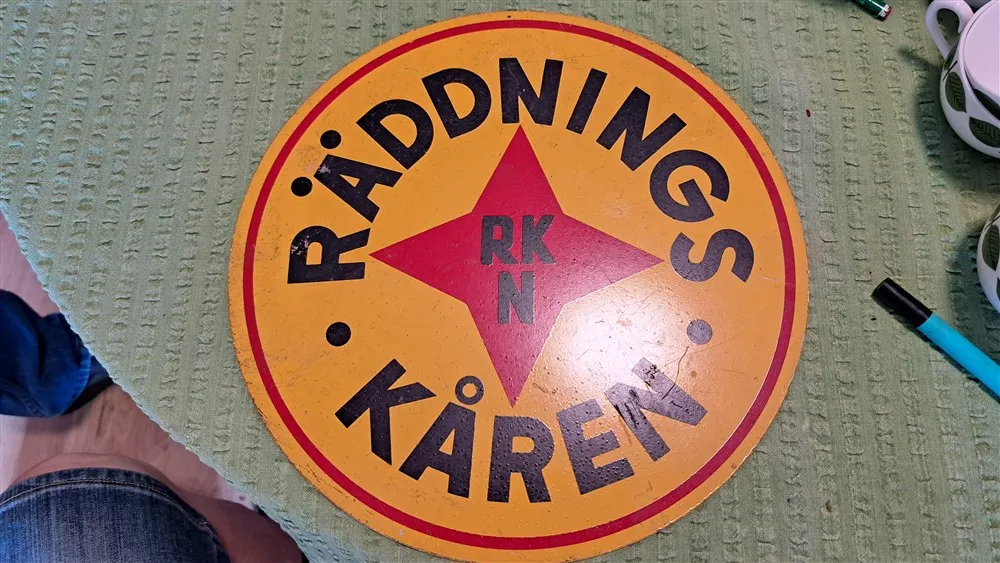 RÄDDNINGS
RK
N
KÅREN